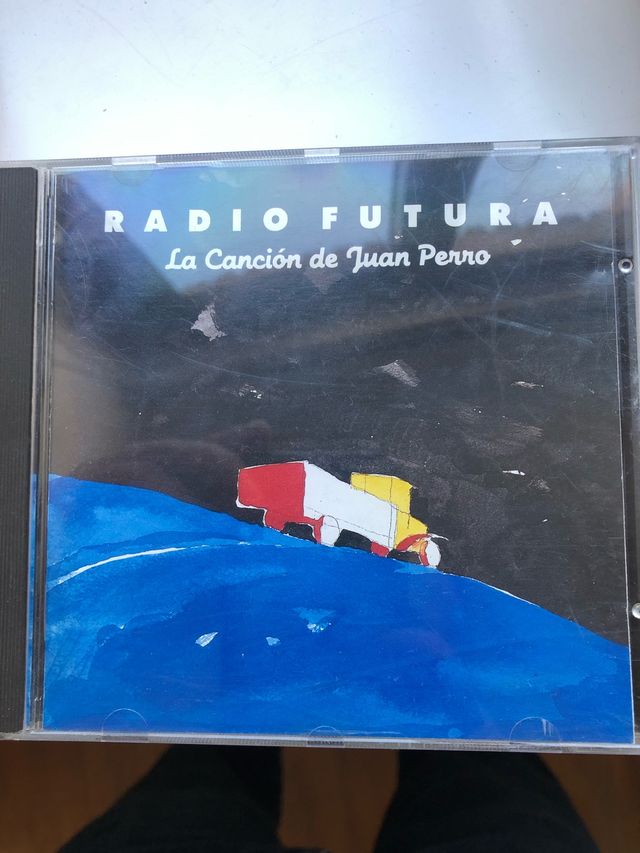 RADIO FUTURA
La Canción de Juan Perro